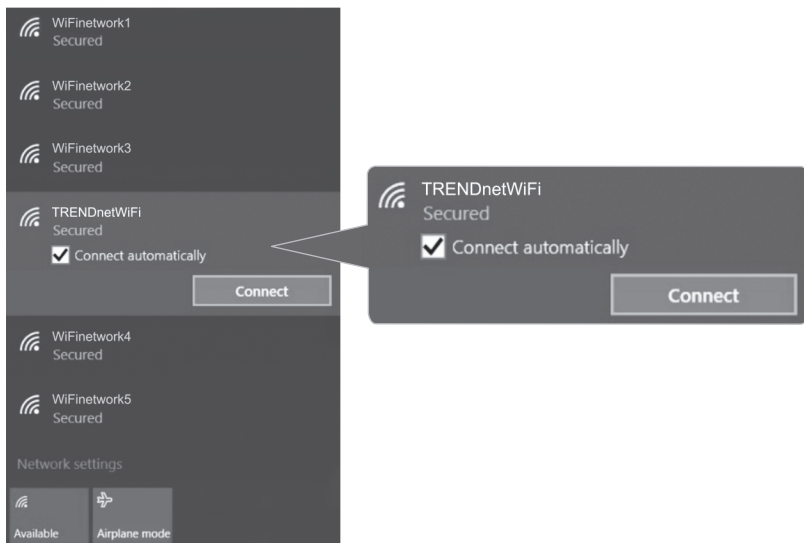 WiFinetwork1
Secured
WiFinetwork2
Secured
WiFinetwork3
Secured
TRENDnetWiFi
Secured
Connect automatically
Connect
WiFinetwork4
Secured
WiFinetwork5
Secured
Network settings
Available
Airplane mode
TRENDnetWiFi
Secured
Connect automatically
Connect